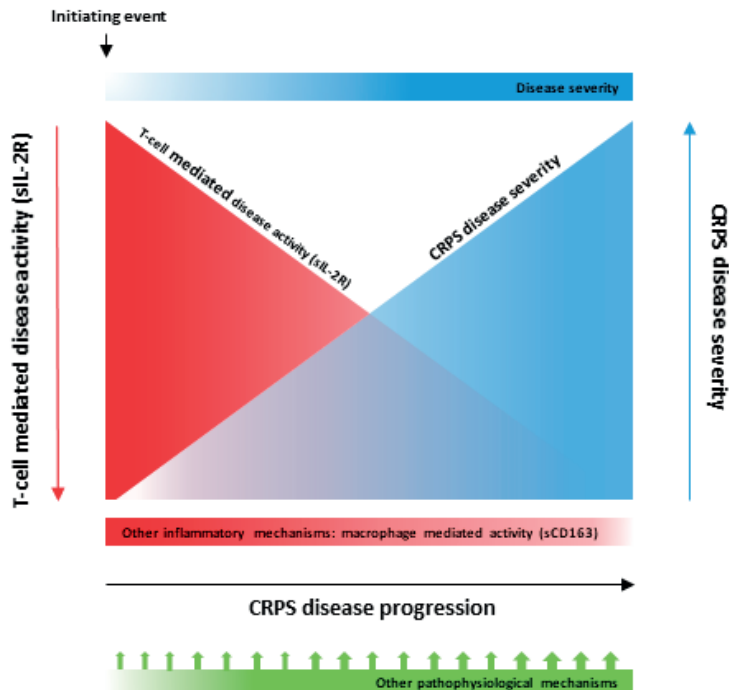 Initiating event
Disease severity
T-cell mediated disease activity (sIL-2R)
T-cell mediated disease activity (sIL-2R)
CRPS disease severity
CRPS disease severity
Other inflammatory mechanisms: macrophage mediated activity (sCD163)
CRPS disease progression
Other pathophysiological mechanisms